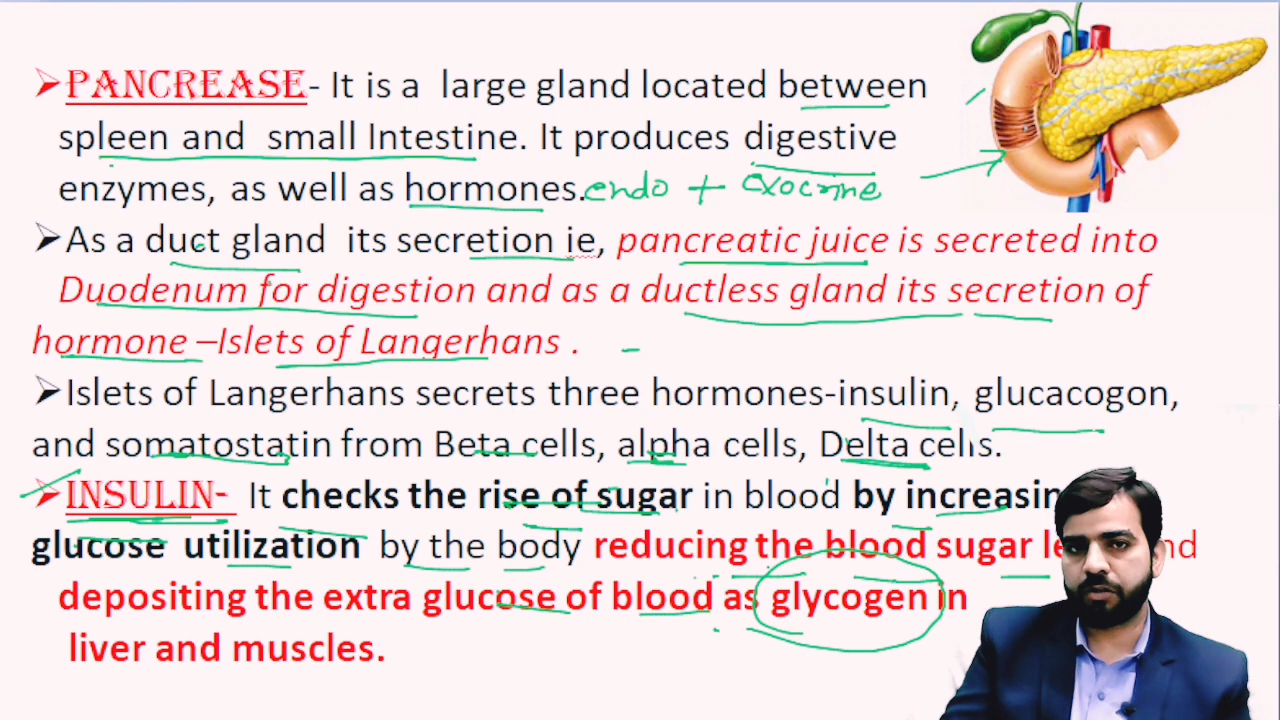 ➢PANCREASE- It is a large gland located between
spleen and small Intestine. It produces digestive
enzymes, as well as hormones. endo + exocrine
➢As a duct gland its secretion ie, pancreatic juice is secreted into
Duodenum for digestion and as a ductless gland its secretion of
hormone –Islets of Langerhans .
➢Islets of Langerhans secrets three hormones-insulin, glucacogon,
and somatostatin from Beta cells, alpha cells, Delta cells.
➢INSULIN- It checks the rise of sugar in blood by increasin
glucose utilization by the body reducing the blood sugar
depositing the extra glucose of blood as glycogen in
liver and muscles.